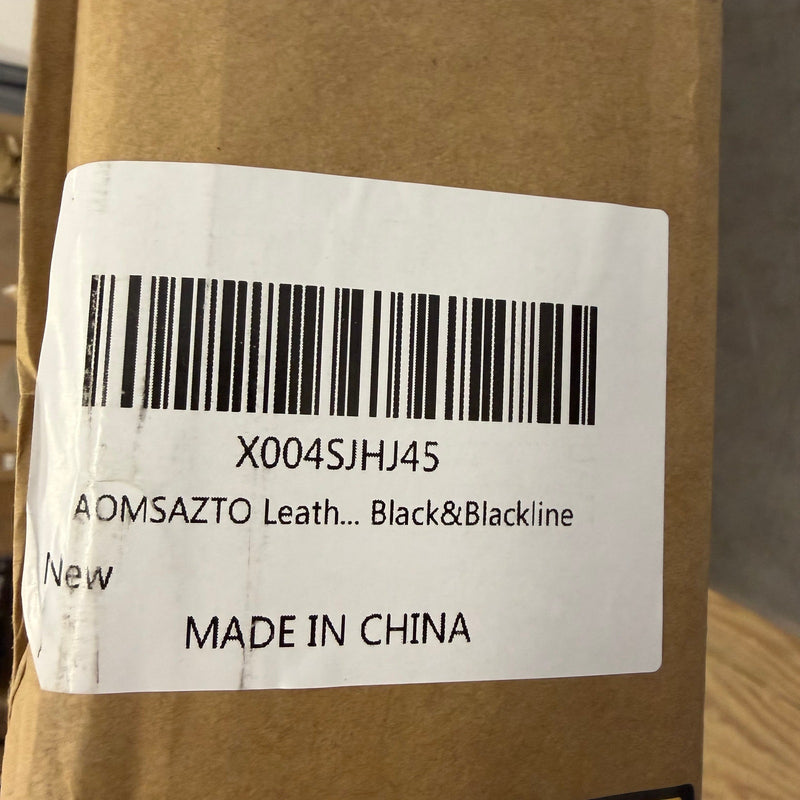 X004SJHJ45
AOMSAZTO Leath... Black&Blackline
New
MADE IN CHINA